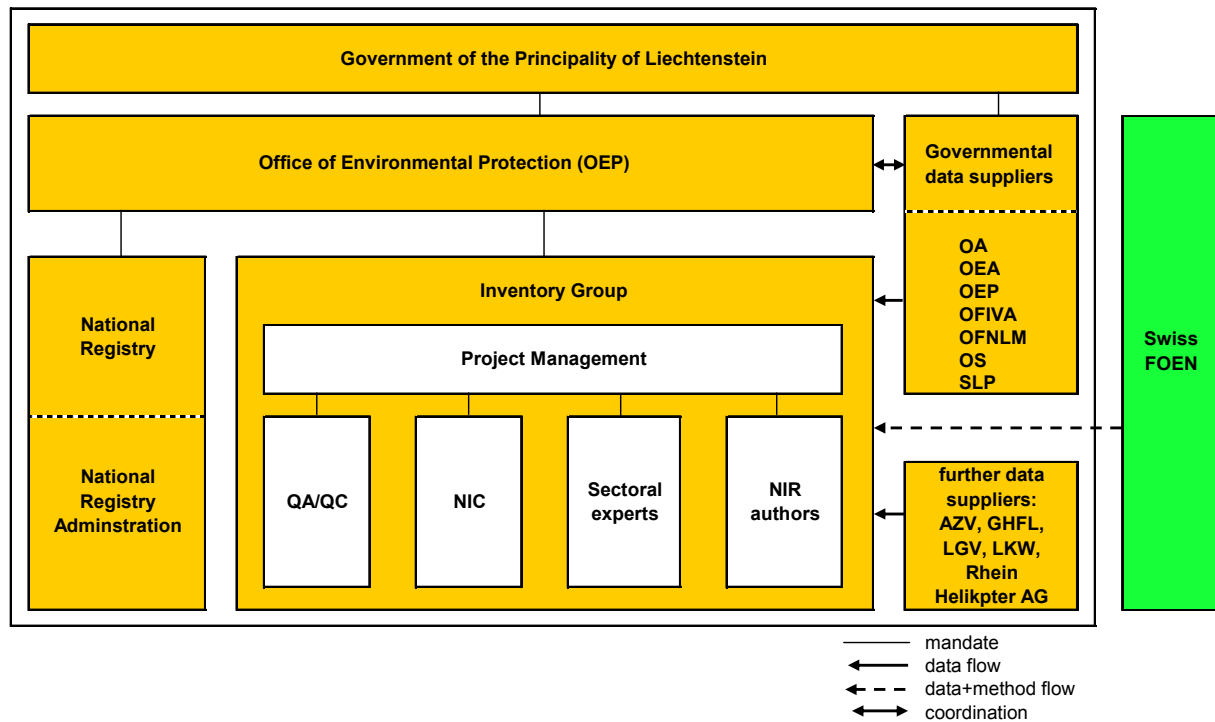 Government of the Principality of Liechtenstein
Office of Environmental Protection (OEP)
Governmental
data suppliers
OA
OEA
OEP
OFIVA
OFNLM
OS
SLP
Swiss
FOEN
National
Registry
National
Registry
Adminstration
Inventory Group
Project Management
QA/QC
NIC
Sectoral
experts
NIR
authors
further data
suppliers:
AZV, GHFL,
LGV, LKW,
Rhein
Helikpter AG
mandate
data flow
data+method flow
coordination